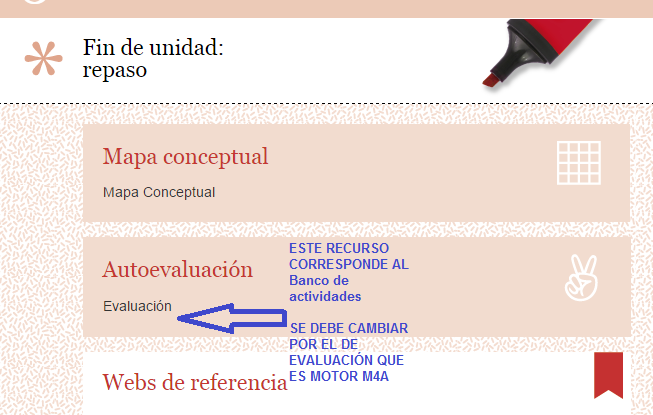 Fin de unidad:
repaso
Mapa conceptual
Mapa Conceptual
Autoevaluación
Evaluación
ESTE RECURSO
CORRESPONDE AL
Banco de
actividades
SE DEBE CAMBIAR
POR EL DE
EVALUACIÓN QUE
ES MOTOR M4A
Webs de referencia